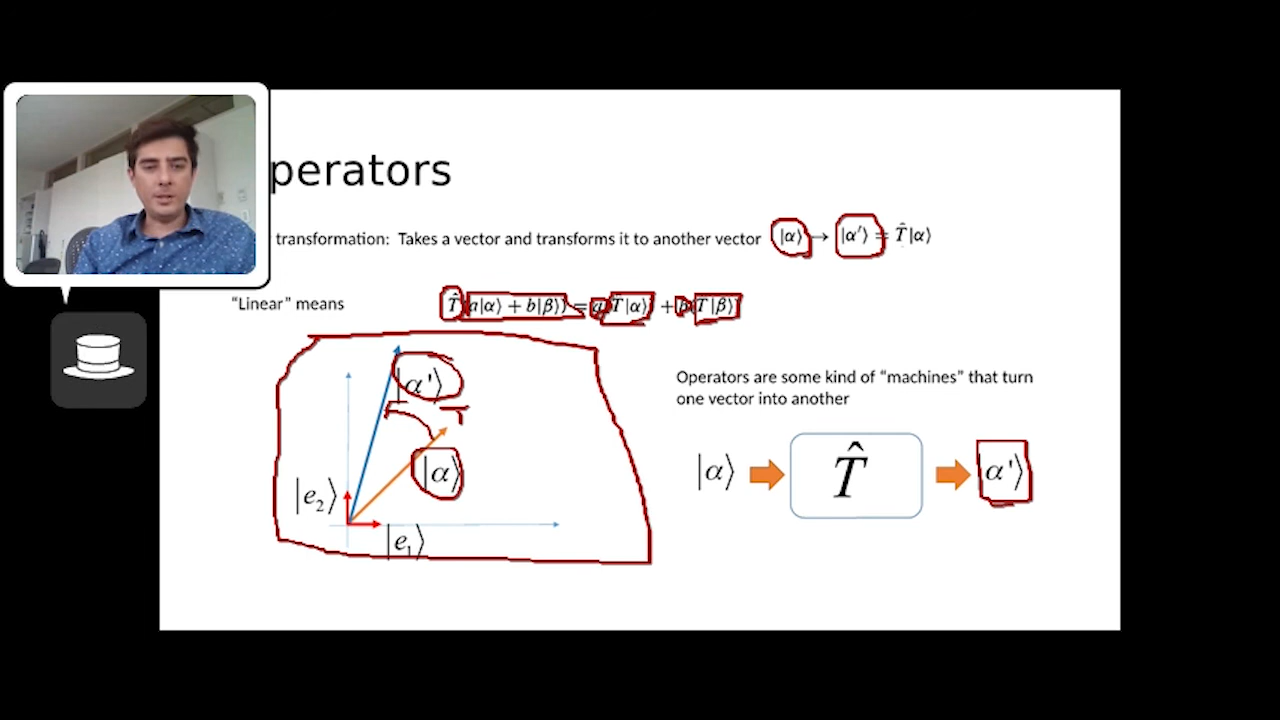 perators
transformation: Takes a vector and transforms it to another vector |α⟩ → |α'⟩ = T̂|α⟩
"Linear" means T̂(a|α⟩ + b|β⟩) = a(T̂|α⟩) + b(T̂|β⟩)
|α'⟩
T
|α⟩
|e₂⟩
|e₁⟩
Operators are some kind of "machines" that turn
one vector into another
|α⟩ T̂ α'⟩